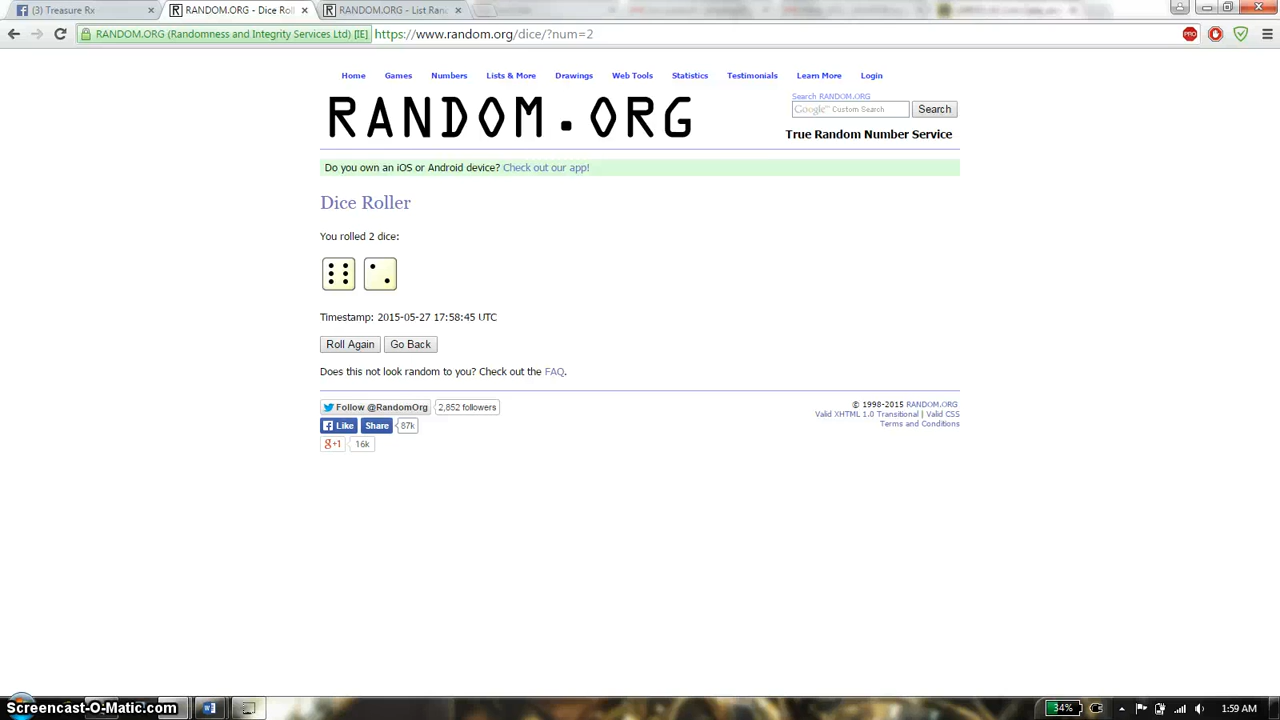 (3) Treasure Rx
RANDOM.ORG - Dice Rol
RANDOM.ORG - List Ran
RANDOM.ORG (Randomness and Integrity Services Ltd) [IE]
https://www.random.org/dice/?num=2
PRO
Home Games Numbers Lists & More Drawings Web Tools Statistics Testimonials Learn More Login
RANDOM.ORG
Search RANDOM.ORG
Google™ Custom Search
Search
True Random Number Service
Do you own an iOS or Android device? Check out our app!
Dice Roller
You rolled 2 dice:
Timestamp: 2015-05-27 17:58:45 UTC
Roll Again
Go Back
Does this not look random to you? Check out the FAQ.
Follow @RandomOrg
2,852 followers
Like
Share
87k
g+1
16k
© 1998-2015 RANDOM.ORG
Valid XHTML 1.0 Transitional | Valid CSS
Terms and Conditions
Screencast-O-Matic.com
34%
1:59 AM